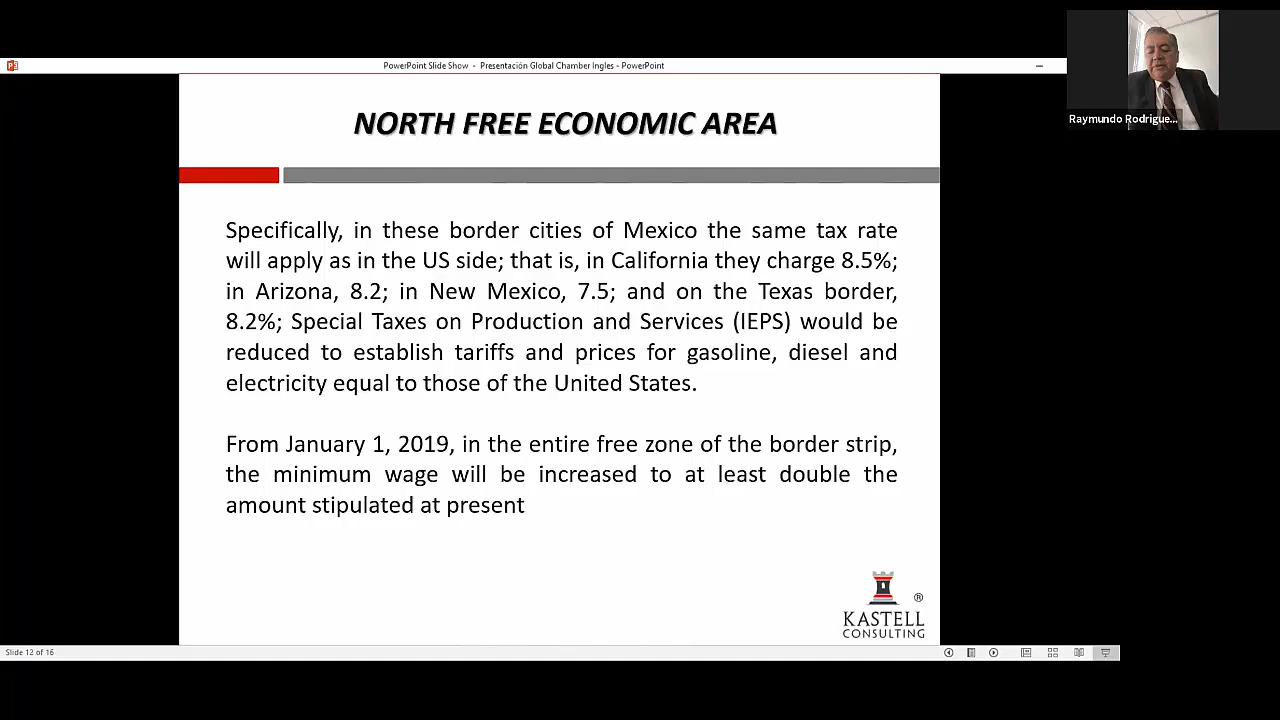 PowerPoint Slide Show - Presentación Global Chamber Ingles - PowerPoint
Raymundo Rodrigue...
NORTH FREE ECONOMIC AREA
Specifically, in these border cities of Mexico the same tax rate
will apply as in the US side; that is, in California they charge 8.5%;
in Arizona, 8.2; in New Mexico, 7.5; and on the Texas border,
8.2%; Special Taxes on Production and Services (IEPS) would be
reduced to establish tariffs and prices for gasoline, diesel and
electricity equal to those of the United States.
From January 1, 2019, in the entire free zone of the border strip,
the minimum wage will be increased to at least double the
amount stipulated at present
®
KASTELL
CONSULTING
Slide 12 of 16